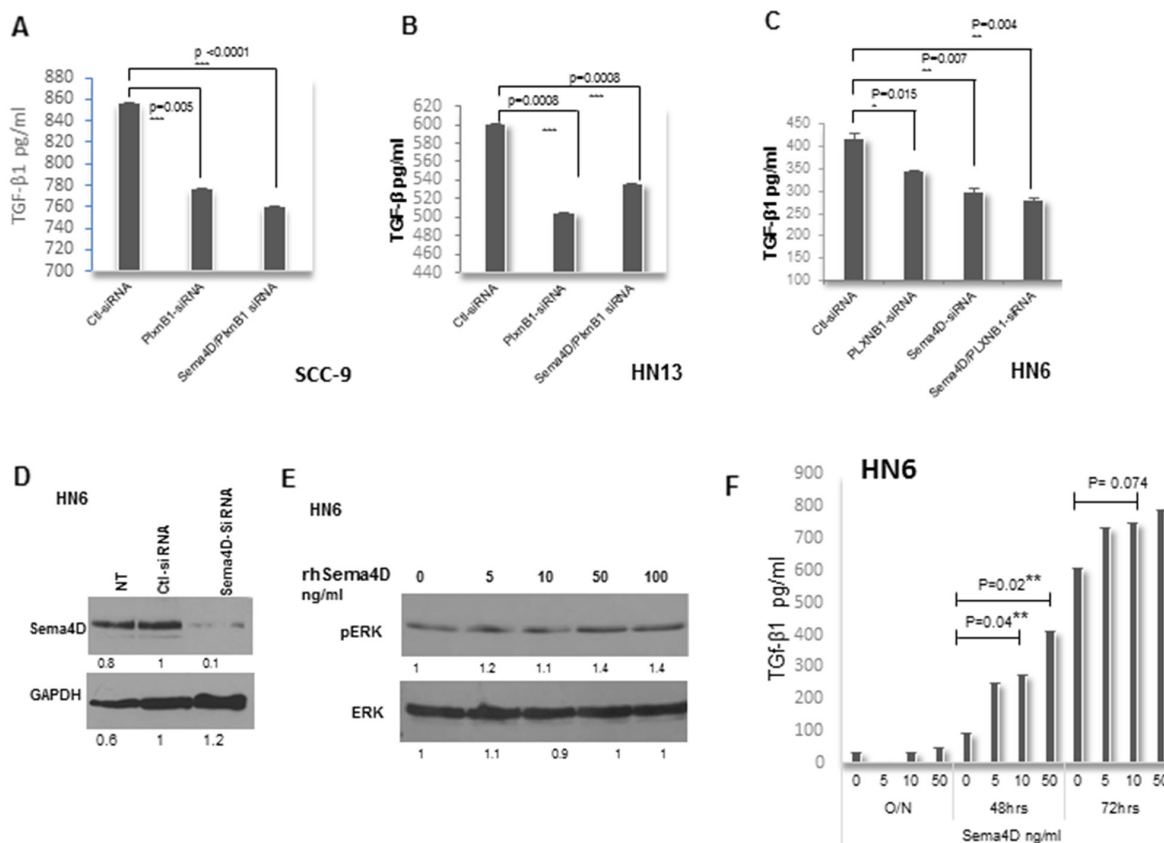 A
p <0.0001
***
p=0.005
***
TGF-β1 pg/ml
880
860
840
820
800
780
760
740
720
700
Ctl-siRNA
PlxnB1-siRNA
Sema4D/PlxnB1 siRNA
SCC-9
B
p=0.0008
***
p=0.0008
***
TGF-β pg/ml
620
600
580
560
540
520
500
480
460
440
Ctl-siRNA
PlxnB1-siRNA
Sema4D/PlxnB1 siRNA
HN13
C
P=0.004
**
P=0.007
**
P=0.015
*
TGF-β1 pg/ml
450
400
350
300
250
200
150
100
Ctl-siRNA
PLXNB1-siRNA
Sema4D-siRNA
Sema4D/PLXNB1-siRNA
HN6
D
HN6
NT
Ctl-siRNA
Sema4D-SiRNA
Sema4D
0.8 1 0.1
GAPDH
0.6 1 1.2
E
HN6
rhSema4D 0 5 10 50 100
ng/ml
pERK
1 1.2 1.1 1.4 1.4
ERK
1 1.1 0.9 1 1
F
HN6
P= 0.074
P=0.02**
P=0.04**
TGf-β1 pg/ml
900
800
700
600
500
400
300
200
100
0
0 5 10 50 0 5 10 50 0 5 10 50
O/N 48hrs 72hrs
Sema4D ng/ml